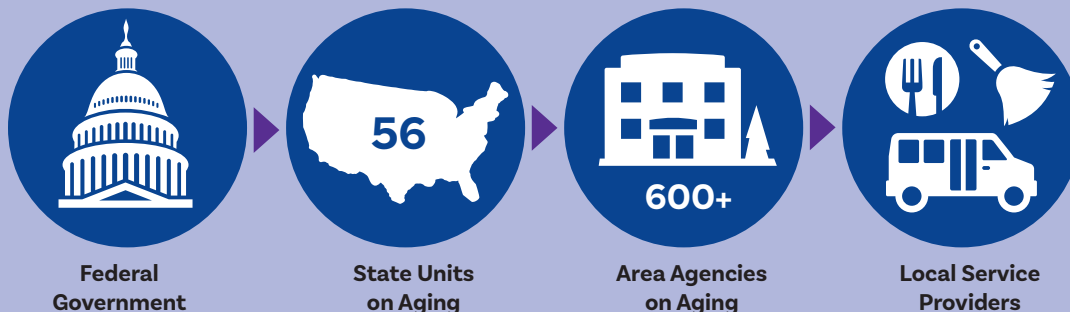 56
600+
Federal
Government
State Units
on Aging
Area Agencies
on Aging
Local Service
Providers